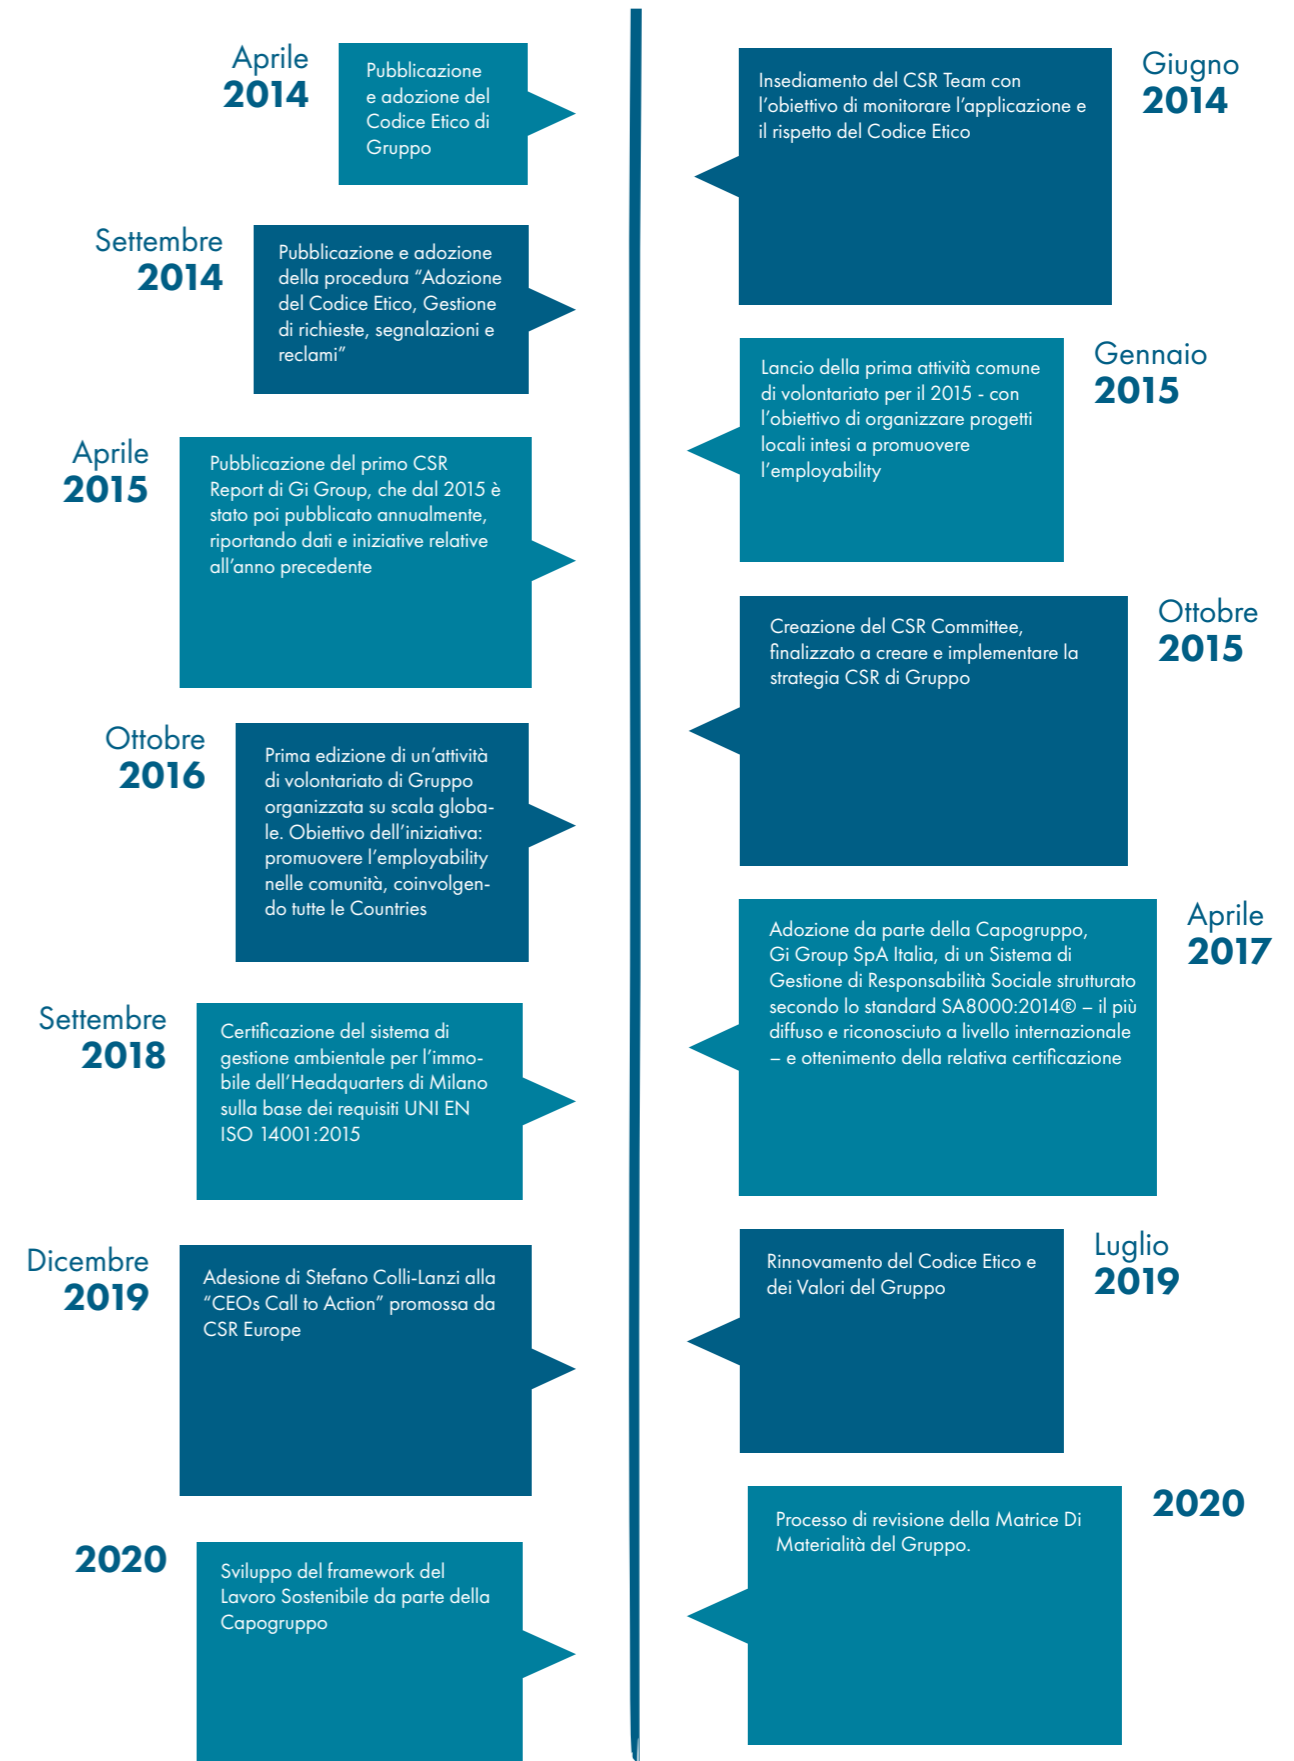 Aprile
2014
Pubblicazione
e adozione del
Codice Etico di
Gruppo
Giugno
2014
Insediamento del CSR Team con
l’obiettivo di monitorare l’applicazione e
il rispetto del Codice Etico
Settembre
2014
Pubblicazione e adozione
della procedura “Adozione
del Codice Etico, Gestione
di richieste, segnalazioni e
reclami”
Gennaio
2015
Lancio della prima attività comune
di volontariato per il 2015 - con
l’obiettivo di organizzare progetti
locali intesi a promuovere
l’employability
Aprile
2015
Pubblicazione del primo CSR
Report di Gi Group, che dal 2015 è
stato poi pubblicato annualmente,
riportando dati e iniziative relative
all’anno precedente
Ottobre
2015
Creazione del CSR Committee,
finalizzato a creare e implementare la
strategia CSR di Gruppo
Ottobre
2016
Prima edizione di un’attività
di volontariato di Gruppo
organizzata su scala globa-
le. Obiettivo dell’iniziativa:
promuovere l’employability
nelle comunità, coinvolgen-
do tutte le Countries
Aprile
2017
Adozione da parte della Capogruppo,
Gi Group SpA Italia, di un Sistema di
Gestione di Responsabilità Sociale strutturato
secondo lo standard SA8000:2014® – il più
diffuso e riconosciuto a livello internazionale
– e ottenimento della relativa certificazione
Settembre
2018
Certificazione del sistema di
gestione ambientale per l’immo-
bile dell’Headquarters di Milano
sulla base dei requisiti UNI EN
ISO 14001:2015
Luglio
2019
Rinnovamento del Codice Etico e
dei Valori del Gruppo
Dicembre
2019
Adesione di Stefano Colli-Lanzi alla
“CEOs Call to Action” promossa da
CSR Europe
2020
Processo di revisione della Matrice Di
Materialità del Gruppo.
2020
Sviluppo del framework del
Lavoro Sostenibile da parte della
Capogruppo